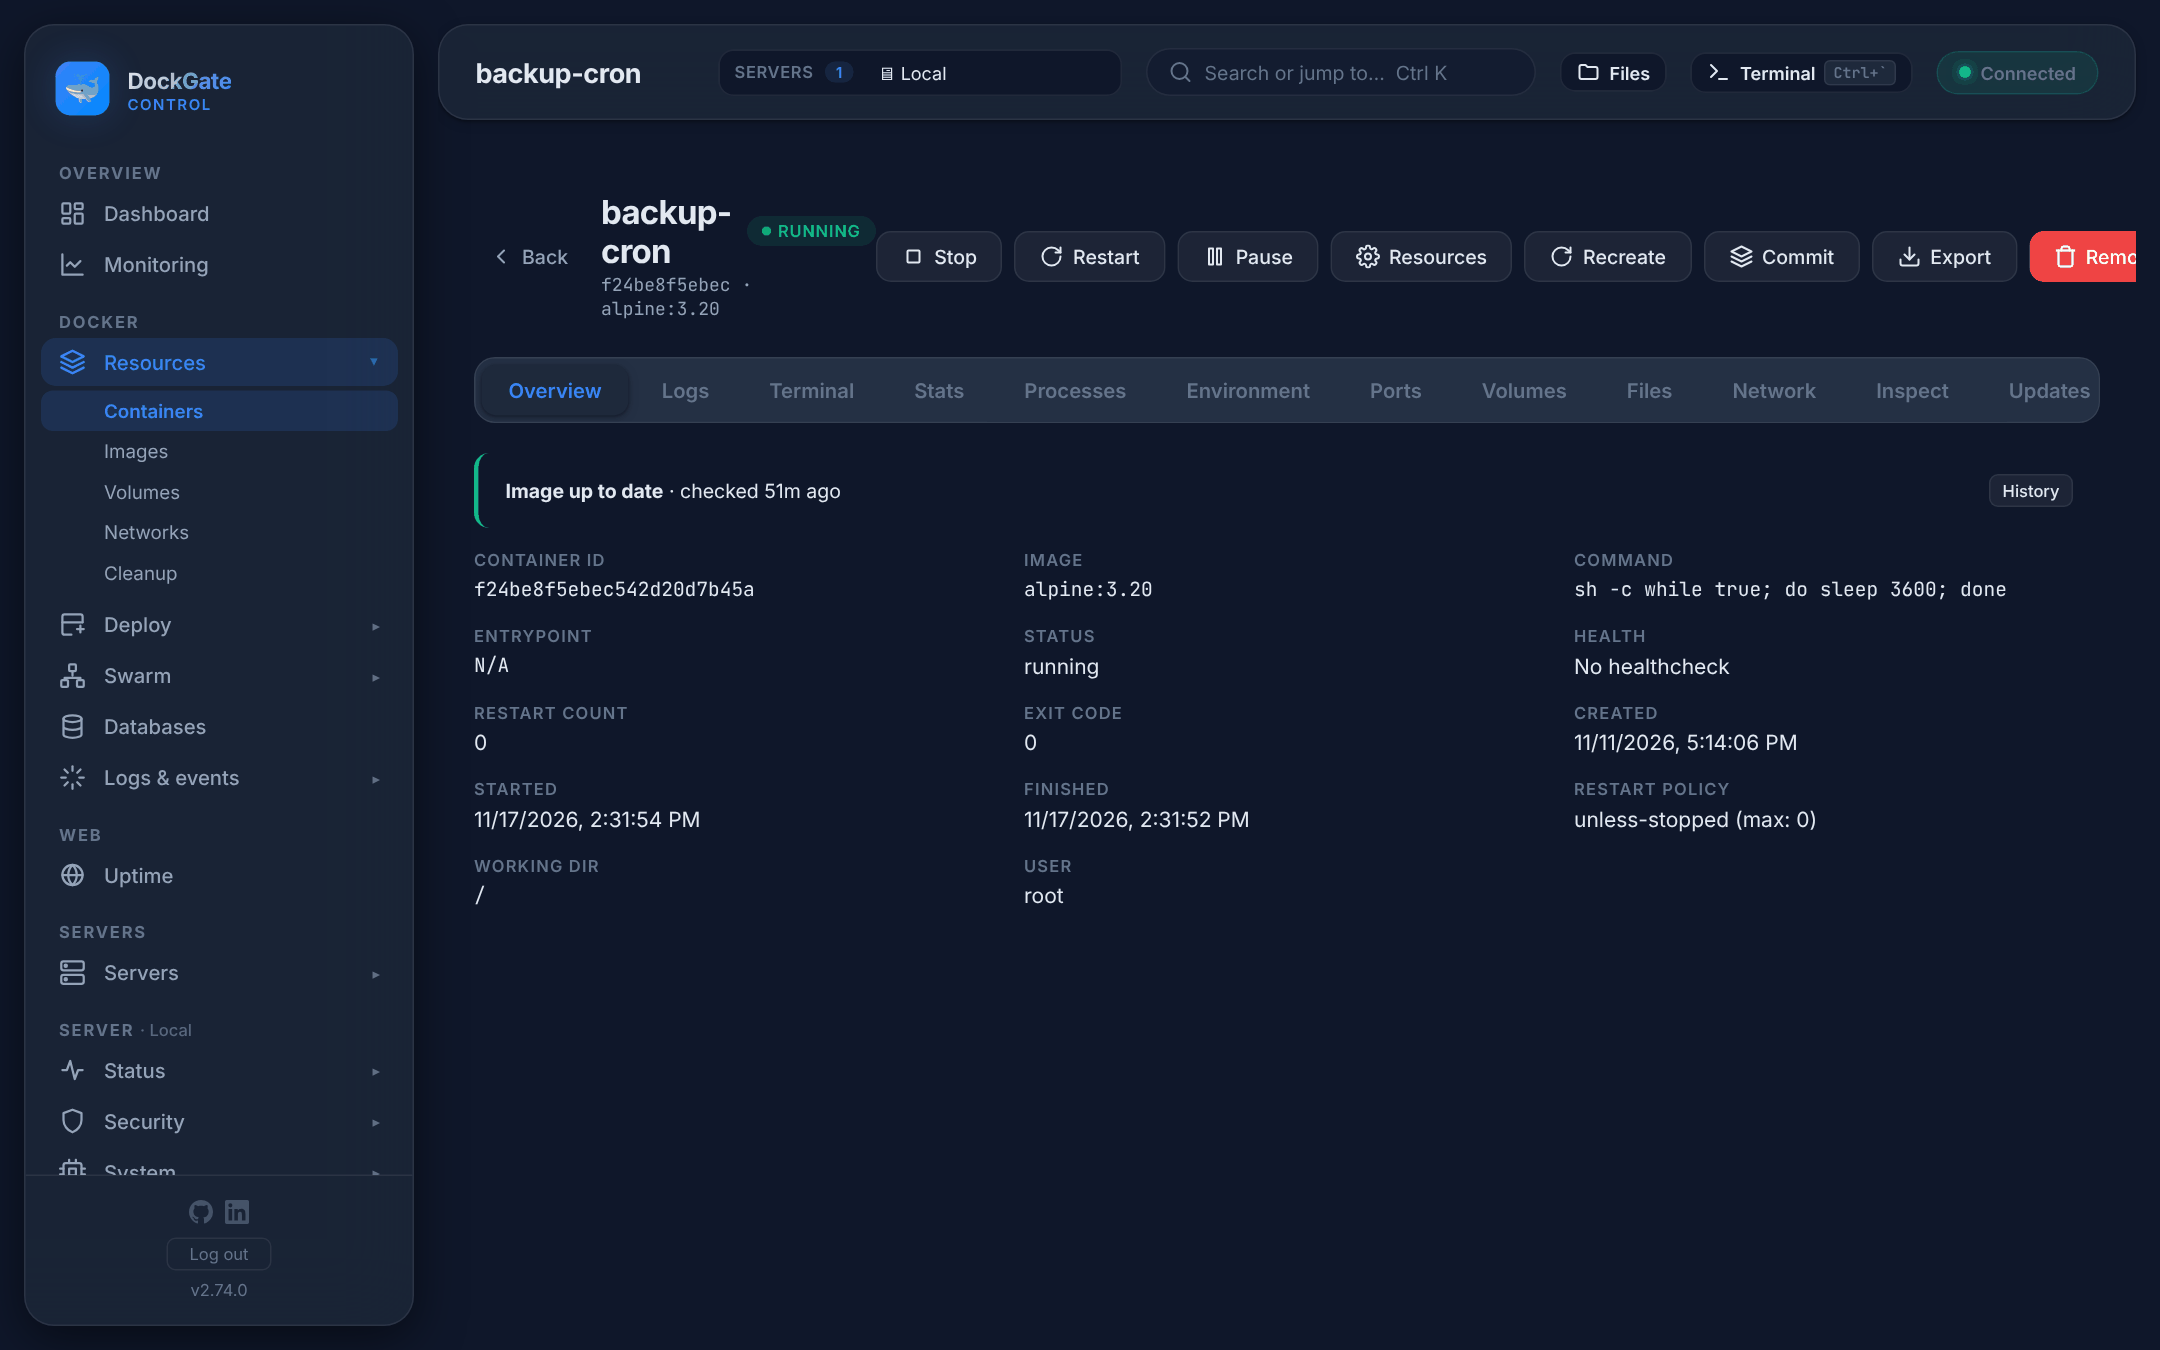 DockGate
CONTROL
OVERVIEW
Dashboard
Monitoring
DOCKER
Resources
Containers
Images
Volumes
Networks
Cleanup
Deploy
Swarm
Databases
Logs & events
WEB
Uptime
SERVERS
Servers
SERVER · Local
Status
Security
System
Log out
v2.74.0
backup-cron
SERVERS 1 Local
Search or jump to... Ctrl K
Files
Terminal Ctrl+`
Connected
Back
backup-
cron
RUNNING
f24be8f5ebec ·
alpine:3.20
Stop
Restart
Pause
Resources
Recreate
Commit
Export
Remo
Overview Logs Terminal Stats Processes Environment Ports Volumes Files Network Inspect Updates
Image up to date · checked 51m ago
History
CONTAINER ID
f24be8f5ebec542d20d7b45a
IMAGE
alpine:3.20
COMMAND
sh -c while true; do sleep 3600; done
ENTRYPOINT
N/A
STATUS
running
HEALTH
No healthcheck
RESTART COUNT
0
EXIT CODE
0
CREATED
11/11/2026, 5:14:06 PM
STARTED
11/17/2026, 2:31:54 PM
FINISHED
11/17/2026, 2:31:52 PM
RESTART POLICY
unless-stopped (max: 0)
WORKING DIR
/
USER
root